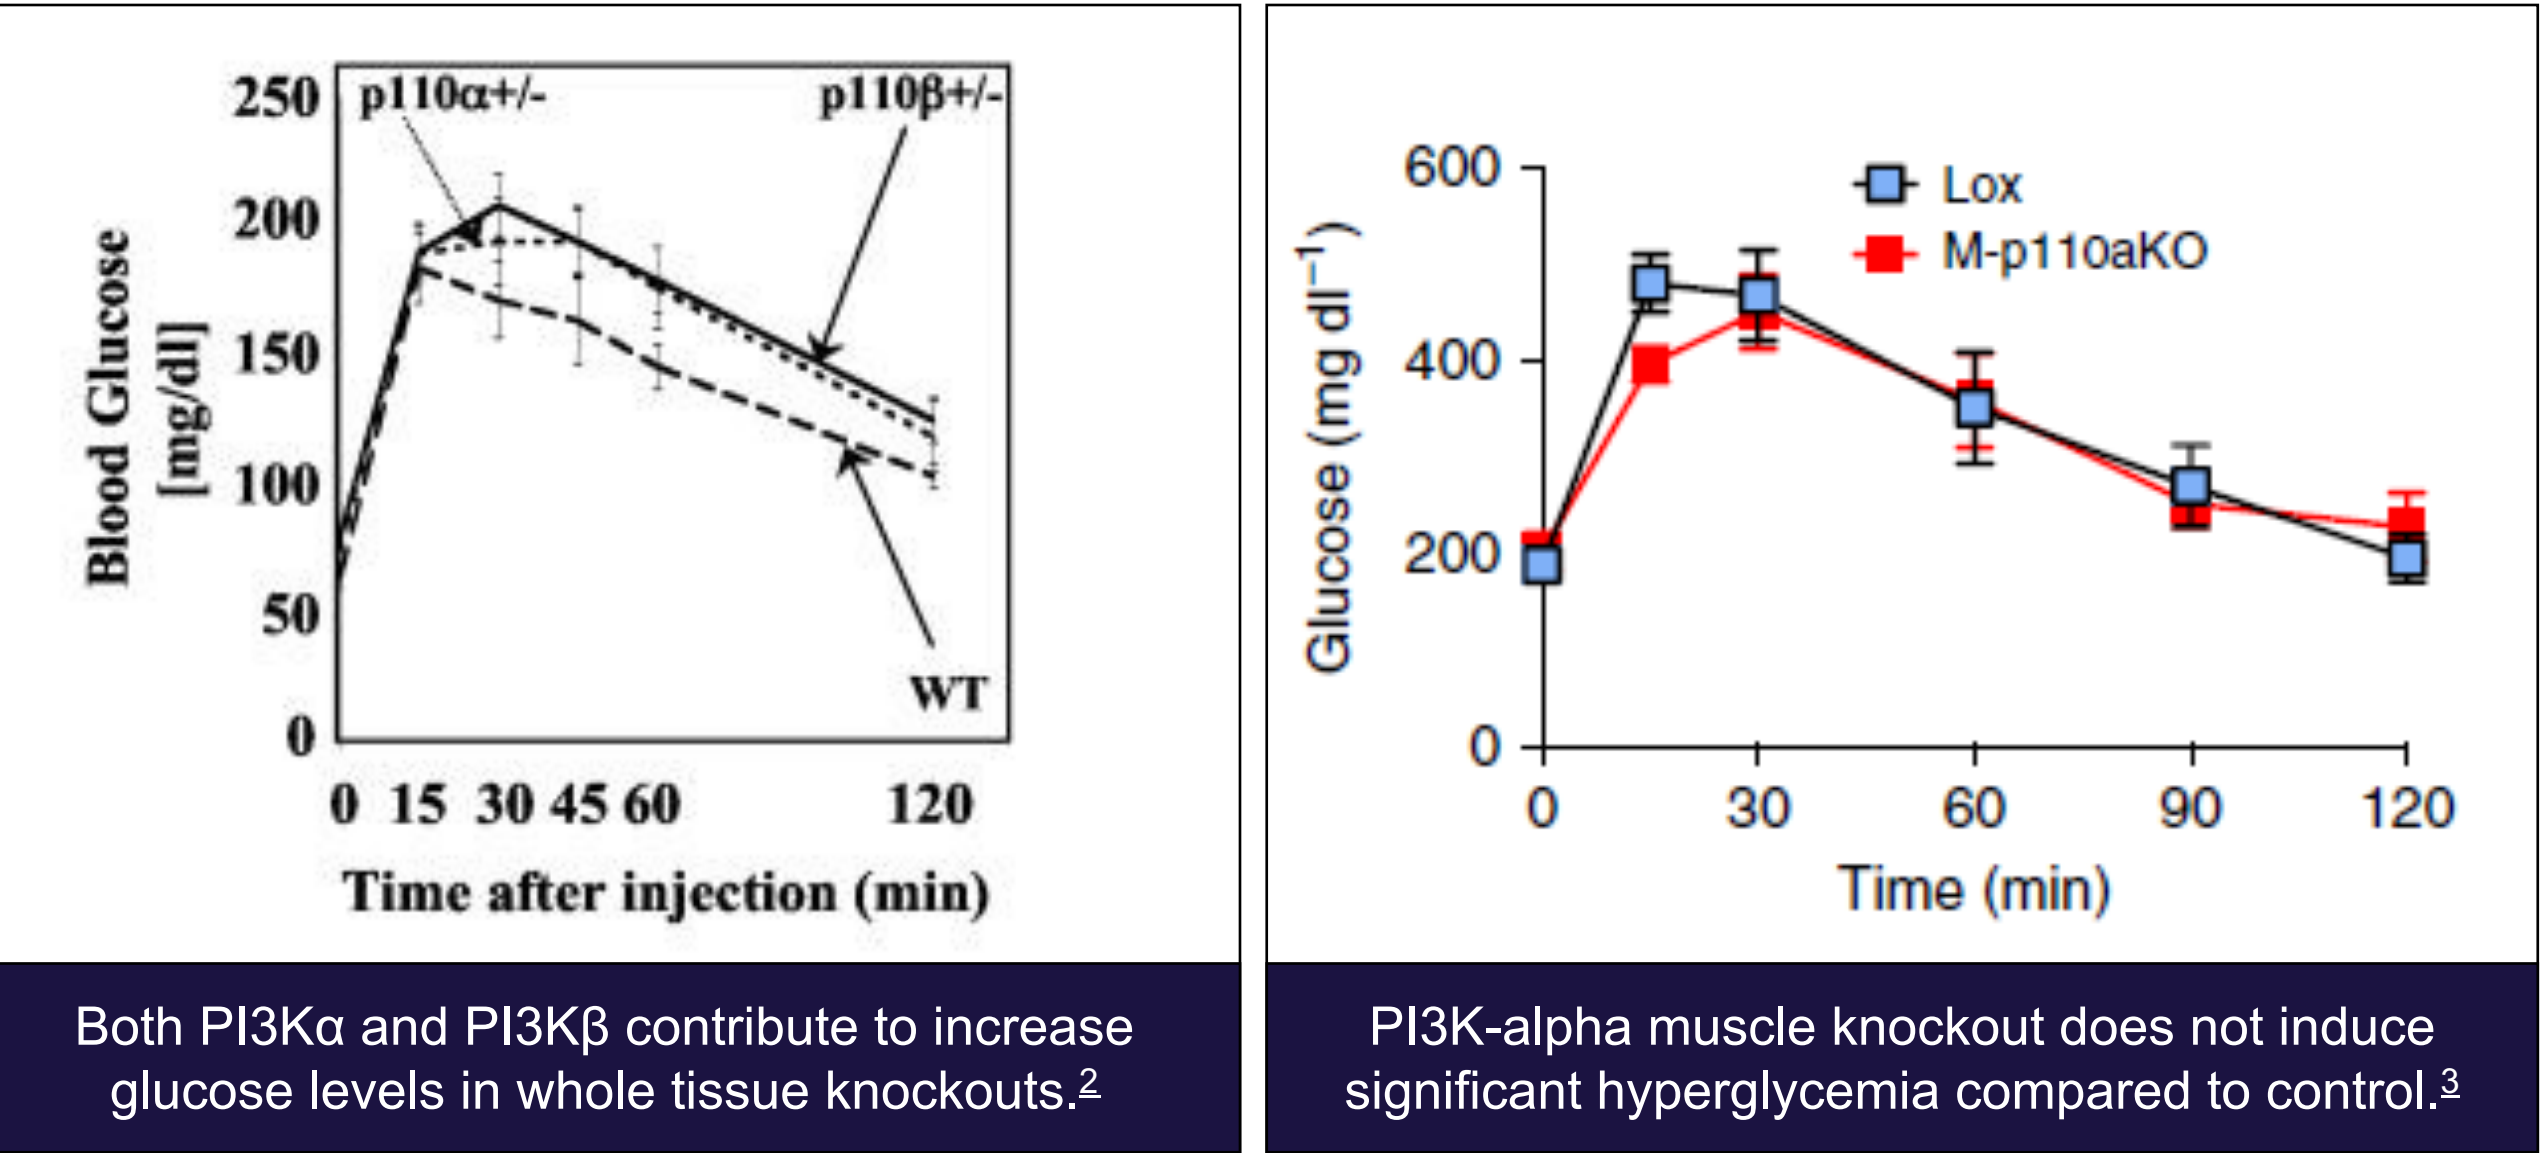 250
200
150
100
50
0
Blood Glucose
[mg/dl]
p110α+/-
p110β+/-
WT
0 15 30 45 60 120
Time after injection (min)
Both PI3Kα and PI3Kβ contribute to increase
glucose levels in whole tissue knockouts.2
600
400
200
0
Glucose (mg dl⁻¹)
Lox
M-p110aKO
0 30 60 90 120
Time (min)
PI3K-alpha muscle knockout does not induce
significant hyperglycemia compared to control.3